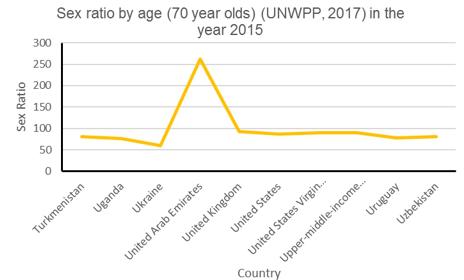 Sex ratio by age (70 year olds) (UNWPP, 2017) in the
year 2015
300
250
200
150
100
50
0
Sex Ratio
Turkmenistan
Uganda
Ukraine
United Arab Emirates
United Kingdom
United States
United States Virgin...
Upper-middle-income...
Uruguay
Uzbekistan
Country